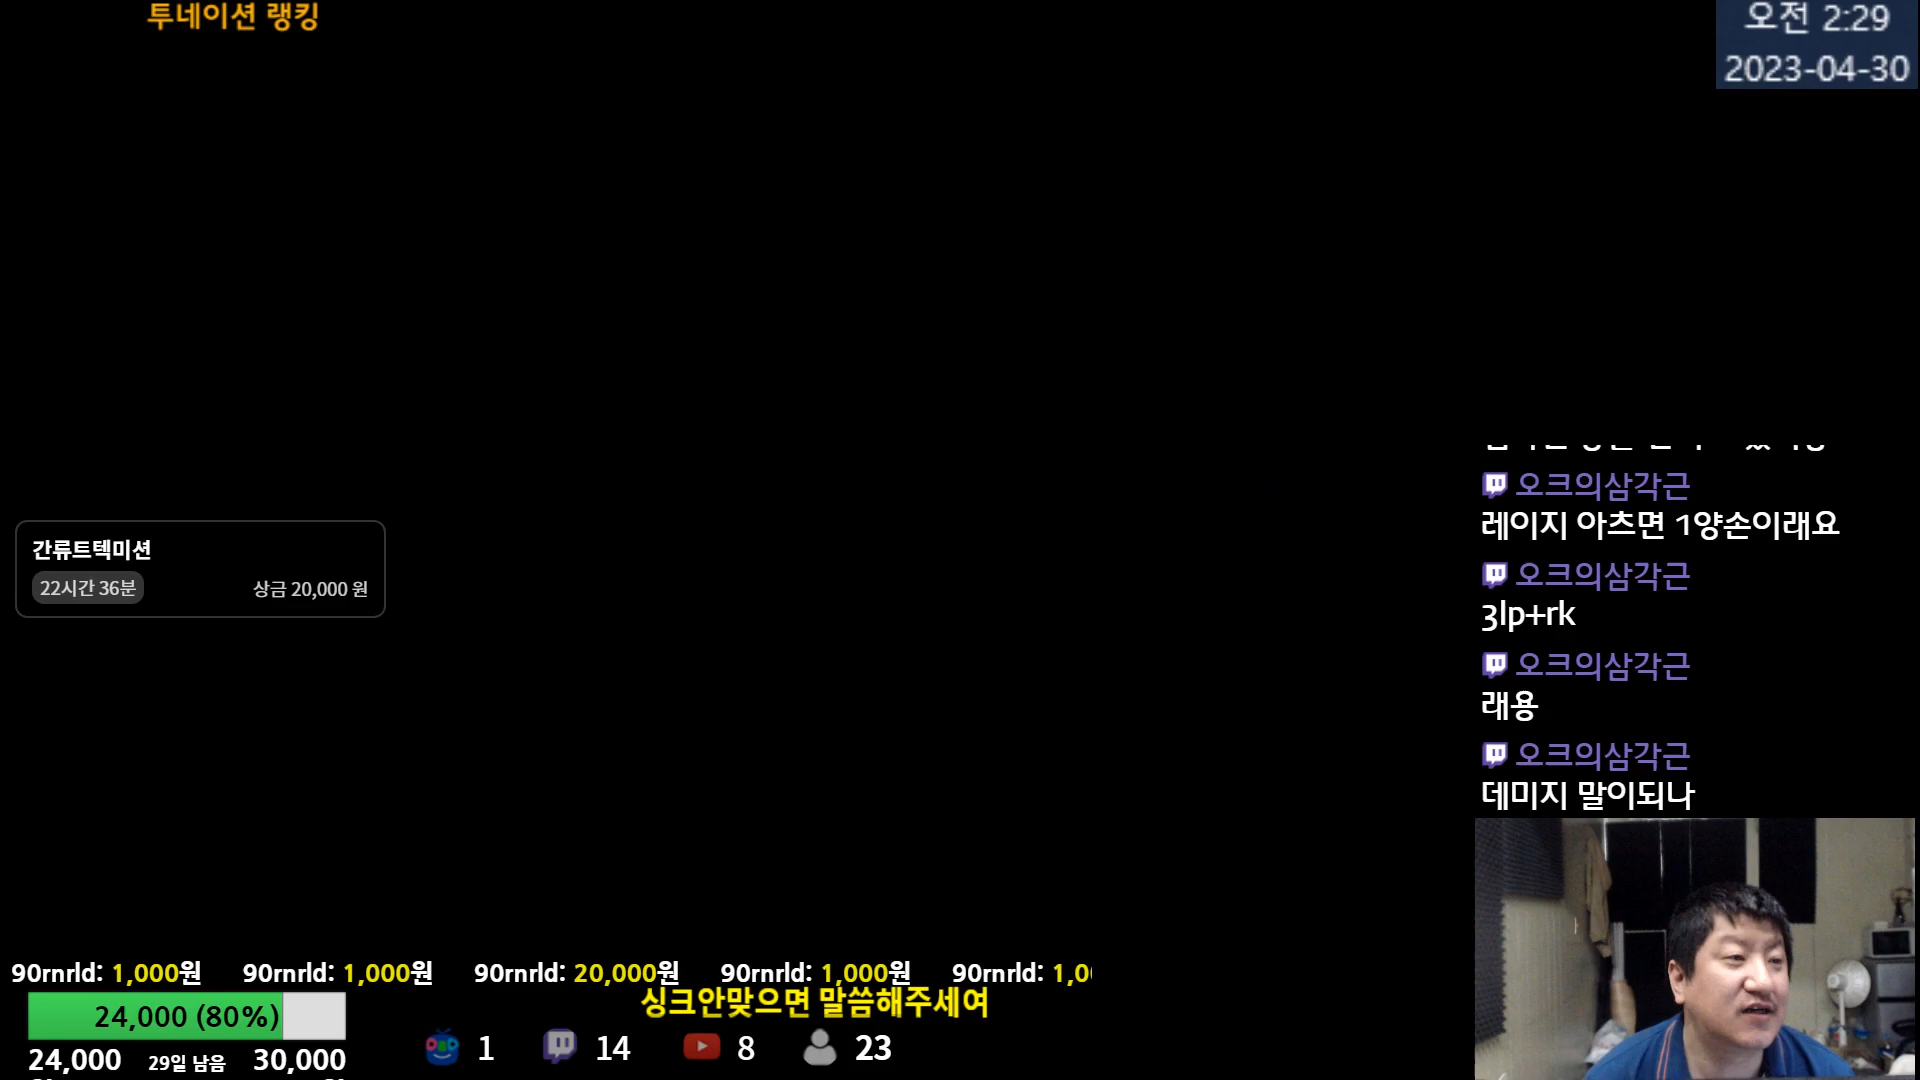 투네이션 랭킹
오전 2:29
2023-04-30
오크의삼각근
레이지 아츠면 1양손이래요
오크의삼각근
3lp+rk
오크의삼각근
래용
오크의삼각근
데미지 말이되나
간류트텍미션
22시간 36분
상금 20,000 원
90rnrld: 1,000원 90rnrld: 1,000원 90rnrld: 20,000원 90rnrld: 1,000원 90rnrld: 1,0
싱크안맞으면 말씀해주세여
24,000 (80%)
24,000 29일 남음 30,000
1 14 8 23